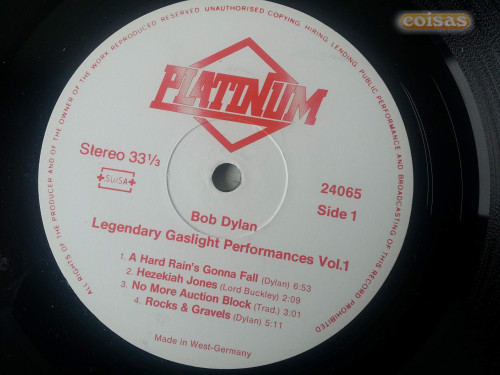 coisas
ALL RIGHTS OF THE PRODUCER AND OF THE OWNER OF THE WORK REPRODUCED RESERVED UNAUTHORISED COPYING, HIRING, LENDING, PUBLIC PERFORMANCE AND BROADCASTING OF THIS RECORD PROHIBITED
PLATINUM
Stereo 33 1/3
SUISA
24065
Side 1
Bob Dylan
Legendary Gaslight Performances Vol.1
1. A Hard Rain's Gonna Fall (Dylan) 6:53
2. Hezekiah Jones (Lord Buckley) 2:09
3. No More Auction Block (Trad.) 3:01
4. Rocks & Gravels (Dylan) 5:11
Made in West-Germany